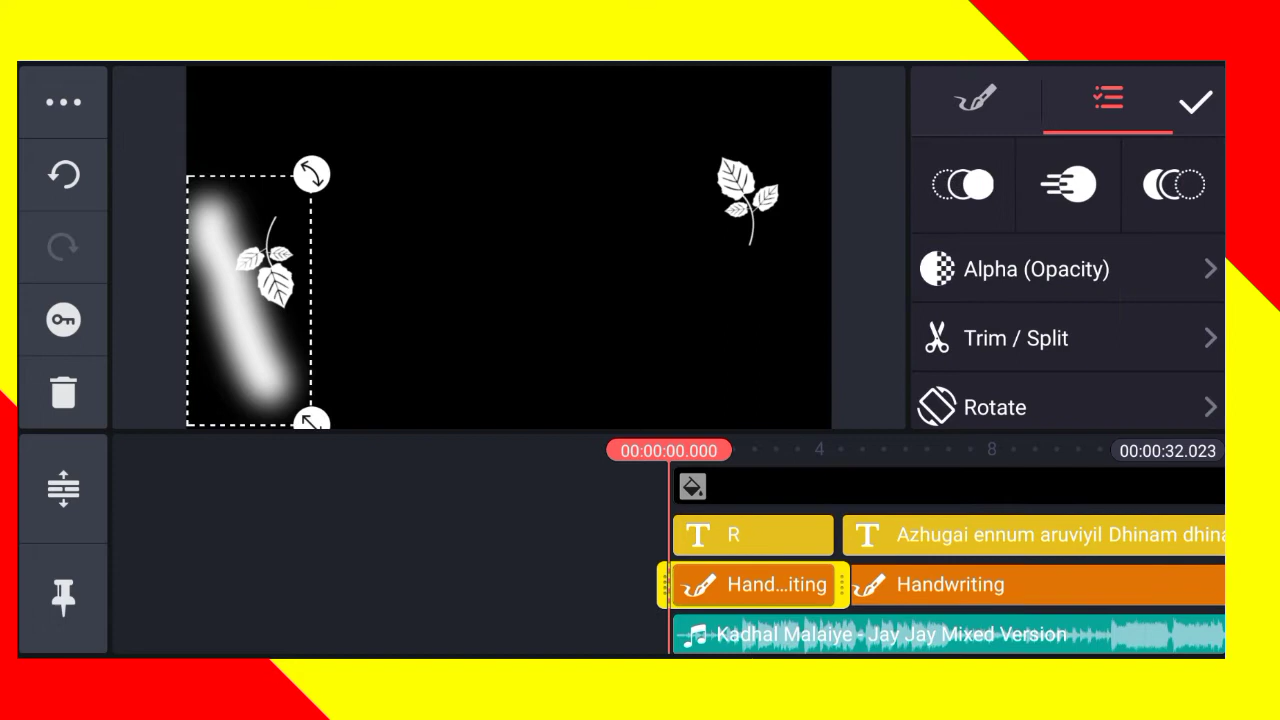 Alpha (Opacity)
Trim / Split
Rotate
00:00:00.000
4
8
00:00:32.023
R
Azhugai ennum aruviyil Dhinam dhina
Hand...iting
Handwriting
Kadhal Malaiye - Jay Jay Mixed Version